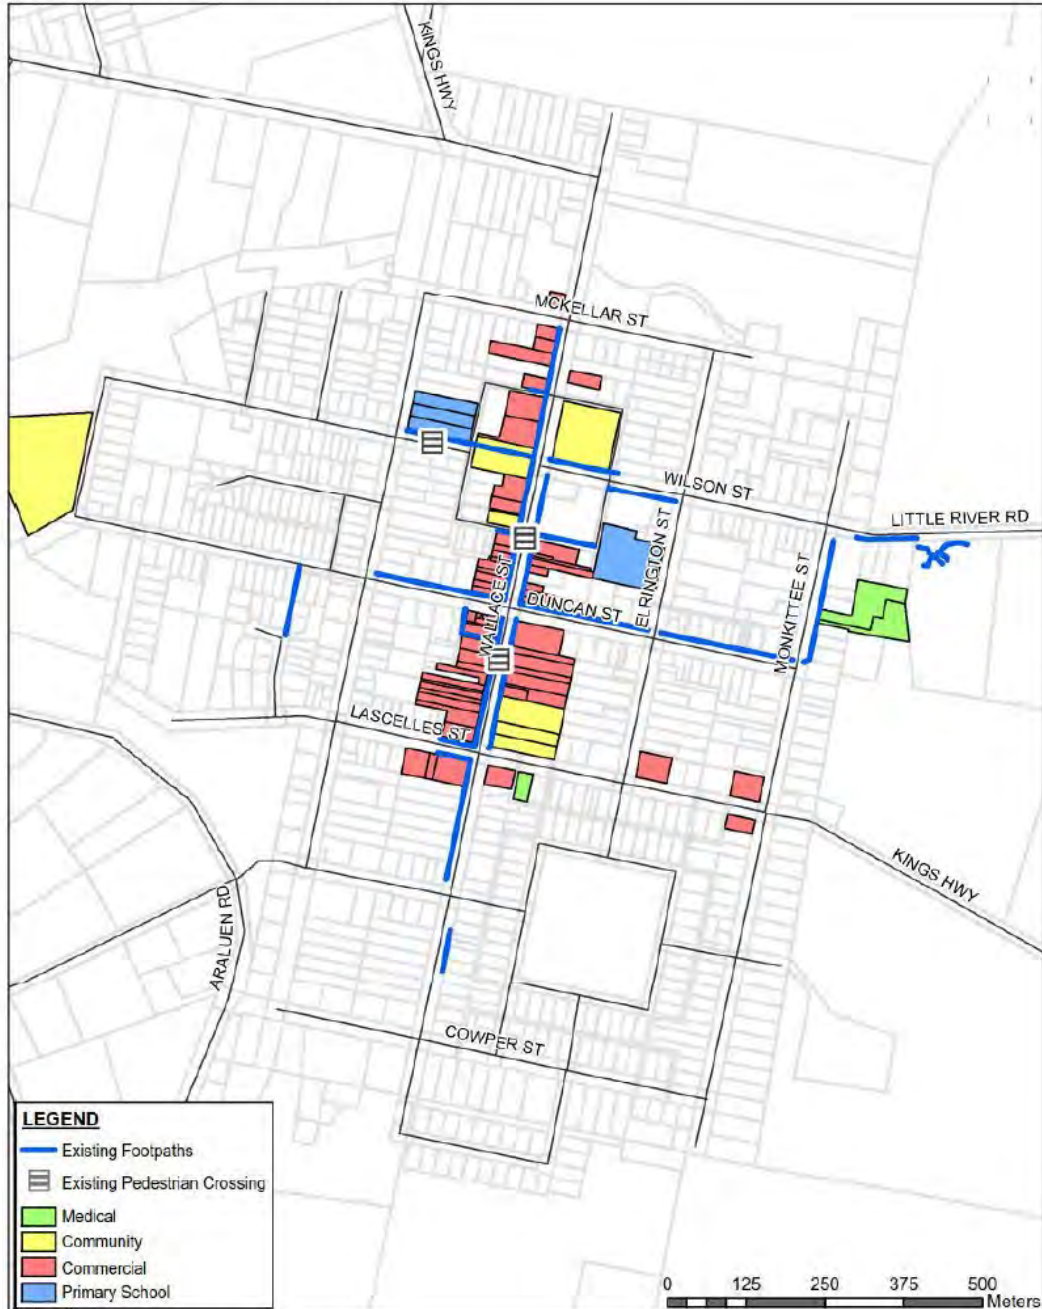 KINGS HWY
MCKELLAR ST
WILSON ST
LITTLE RIVER RD
ELRINGTON ST
WALLACE ST
DUNCAN ST
MONKITTEE ST
LASCELLES ST
KINGS HWY
ARALUEN RD
COWPER ST
LEGEND
Existing Footpaths
Existing Pedestrian Crossing
Medical
Community
Commercial
Primary School
0 125 250 375 500
Meters